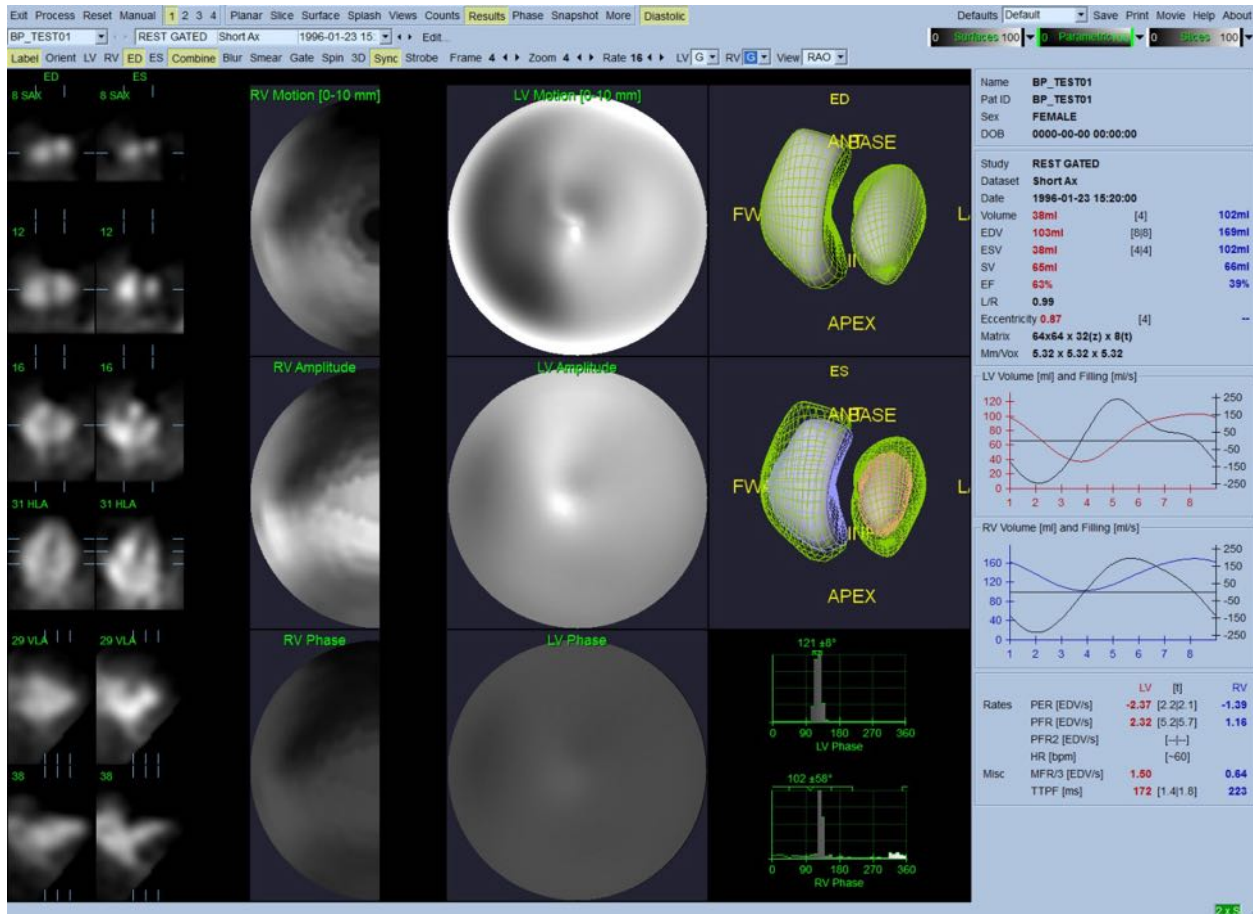 Exit Process Reset Manual 1 2 3 4 Planar Slice Surface Splash Views Counts Results Phase Snapshot More Diastolic Defaults Default Save Print Movie Help About
BP_TEST01 REST GATED Short Ax 1996-01-23 15: Edit... 0 Surfaces 100 0 Parametric 0 Slices 100
Label Orient LV RV ED ES Combine Blur Smear Gate Spin 3D Sync Strobe Frame 4 Zoom 4 Rate 16 LV G RV G View RAO
ED ES
8 SAX 8 SAX
12
16 16
31 HLA 31 HLA
29 VLA 29 VLA
38 38
RV Motion [0-10 mm] LV Motion [0-10 mm]
RV Amplitude LV Amplitude
RV Phase LV Phase
ED
ANT BASE
FW
APEX
ES
ANT BASE
FW
APEX
121 ±8°
0 90 180 270 360
LV Phase
102 ±58°
0 90 180 270 360
RV Phase
Name BP_TEST01
Pat ID BP_TEST01
Sex FEMALE
DOB 0000-00-00 00:00:00
Study REST GATED
Dataset Short Ax
Date 1996-01-23 15:20:00
Volume 38ml [4] 102ml
EDV 103ml [8|8] 169ml
ESV 38ml [4|4] 102ml
SV 65ml 66ml
EF 63% 39%
L/R 0.99
Eccentricity 0.87 [4] --
Matrix 64x64 x 32(z) x 8(t)
Mm/Vox 5.32 x 5.32 x 5.32
LV Volume [ml] and Filling [ml/s]
120 250
100 150
80 50
60 -50
40 -150
20 -250
0
1 2 3 4 5 6 7 8
RV Volume [ml] and Filling [ml/s]
160 250
120 150
80 50
40 -50
0 -150
-250
1 2 3 4 5 6 7 8
LV [t] RV
Rates PER [EDV/s] -2.37 [2.2|2.1] -1.39
PFR [EDV/s] 2.32 [5.2|5.7] 1.16
PFR2 [EDV/s] [--|--]
HR [bpm] [~60]
Misc MFR/3 [EDV/s] 1.50 0.64
TTPF [ms] 172 [1.4|1.8] 223
2 x S